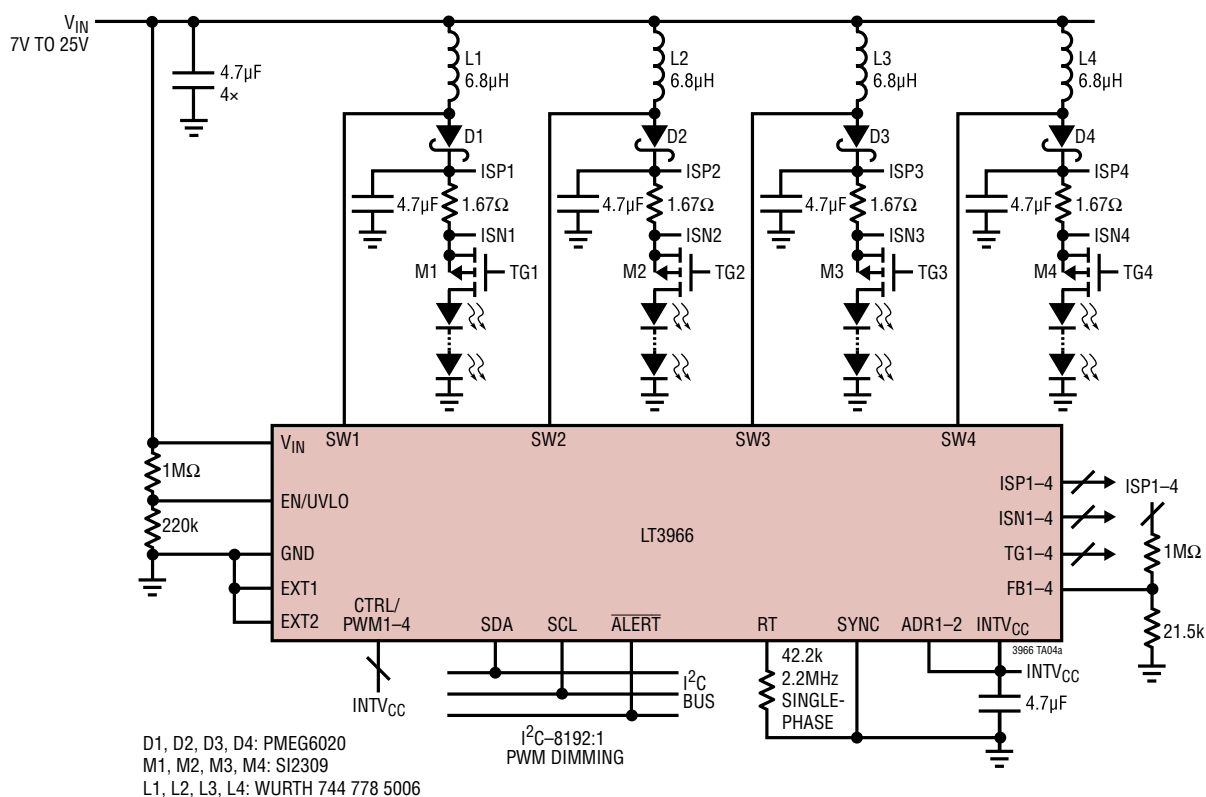 VIN
7V TO 25V
4.7µF
4×
L1
6.8µH
L2
6.8µH
L3
6.8µH
L4
6.8µH
D1
D2
D3
D4
ISP1
ISP2
ISP3
ISP4
4.7µF
1.67Ω
4.7µF
1.67Ω
4.7µF
1.67Ω
4.7µF
1.67Ω
ISN1
ISN2
ISN3
ISN4
M1
TG1
M2
TG2
M3
TG3
M4
TG4
VIN
SW1
SW2
SW3
SW4
1MΩ
EN/UVLO
220k
GND
EXT1
EXT2
LT3966
ISP1–4
ISN1–4
TG1–4
FB1–4
ISP1–4
1MΩ
21.5k
CTRL/
PWM1–4
SDA
SCL
ALERT
RT
SYNC
ADR1–2
INTVCC
3966 TA04a
INTVCC
I2C
BUS
42.2k
2.2MHz
SINGLE-
PHASE
INTVCC
4.7µF
I2C–8192:1
PWM DIMMING
D1, D2, D3, D4: PMEG6020
M1, M2, M3, M4: SI2309
L1, L2, L3, L4: WURTH 744 778 5006